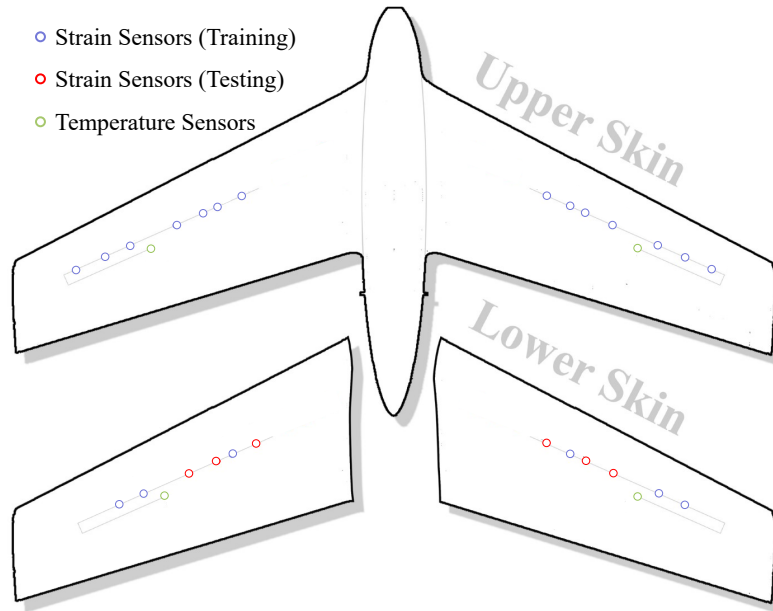 Strain Sensors (Training)
Strain Sensors (Testing)
Temperature Sensors
Upper Skin
Lower Skin